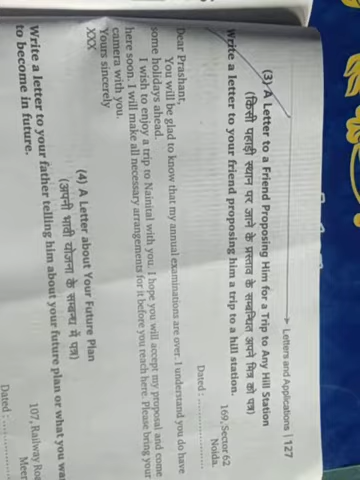 Letters and Applications | 127
(3) A Letter to a Friend Proposing Him for a Trip to Any Hill Station
(किसी पहाड़ी स्थान पर जाने के प्रस्ताव के सम्बन्धित अपने मित्र को पत्र)
Write a letter to your friend proposing him a trip to a hill station.
169, Sector 62
Noida.
Dated : ................
Dear Prashant,
You will be glad to know that my annual examinations are over. I understand you do have
some holidays ahead.
I wish to enjoy a trip to Nainital with you. I hope you will accept my proposal and come
here soon. I will make all necessary arrangements for it before you reach here. Please bring your
camera with you.
Yours sincerely
XXX
(4) A Letter about Your Future Plan
(अपनी भावी योजना के सम्बन्ध में पत्र)
Write a letter to your father telling him about your future plan or what you
to become in future.
107, Railway
Dated : ............